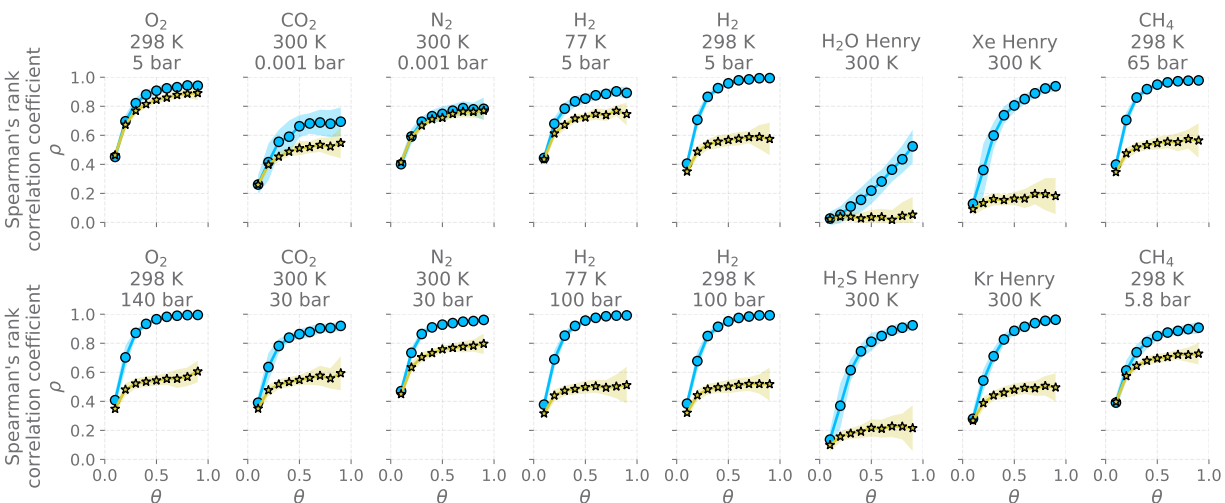 O₂
298 K
5 bar
CO₂
300 K
0.001 bar
N₂
300 K
0.001 bar
H₂
77 K
5 bar
H₂
298 K
5 bar
H₂O Henry
300 K
Xe Henry
300 K
CH₄
298 K
65 bar
Spearman's rank
correlation coefficient
ρ
1.0
0.8
0.6
0.4
0.2
0.0
O₂
298 K
140 bar
CO₂
300 K
30 bar
N₂
300 K
30 bar
H₂
77 K
100 bar
H₂
298 K
100 bar
H₂S Henry
300 K
Kr Henry
300 K
CH₄
298 K
5.8 bar
Spearman's rank
correlation coefficient
ρ
1.0
0.8
0.6
0.4
0.2
0.0
0.0 0.5 1.0
θ
0.0 0.5 1.0
θ
0.0 0.5 1.0
θ
0.0 0.5 1.0
θ
0.0 0.5 1.0
θ
0.0 0.5 1.0
θ
0.0 0.5 1.0
θ
0.0 0.5 1.0
θ